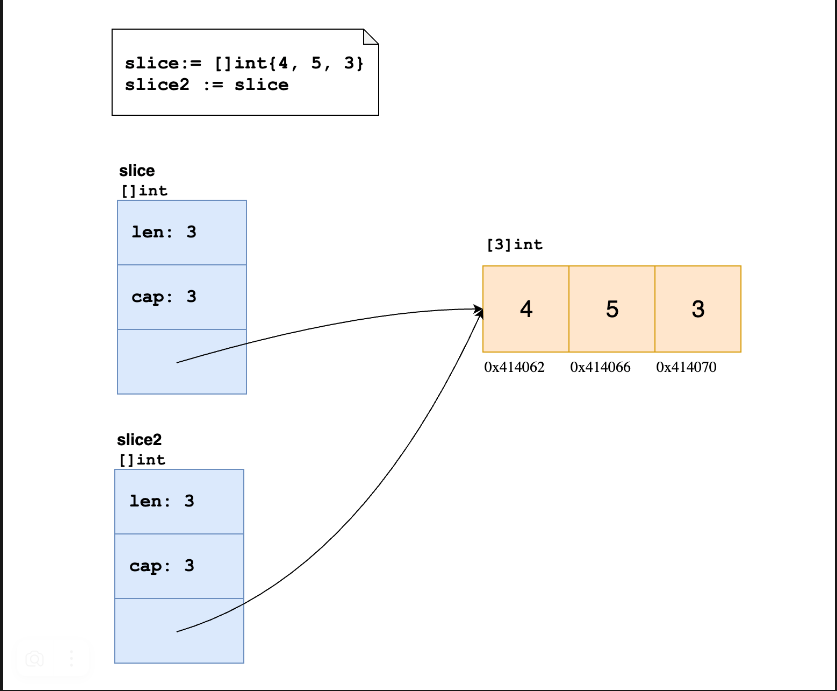 slice:= []int{4, 5, 3}
slice2 := slice
slice
[]int
len: 3
cap: 3
[3]int
4 5 3
0x414062 0x414066 0x414070
slice2
[]int
len: 3
cap: 3